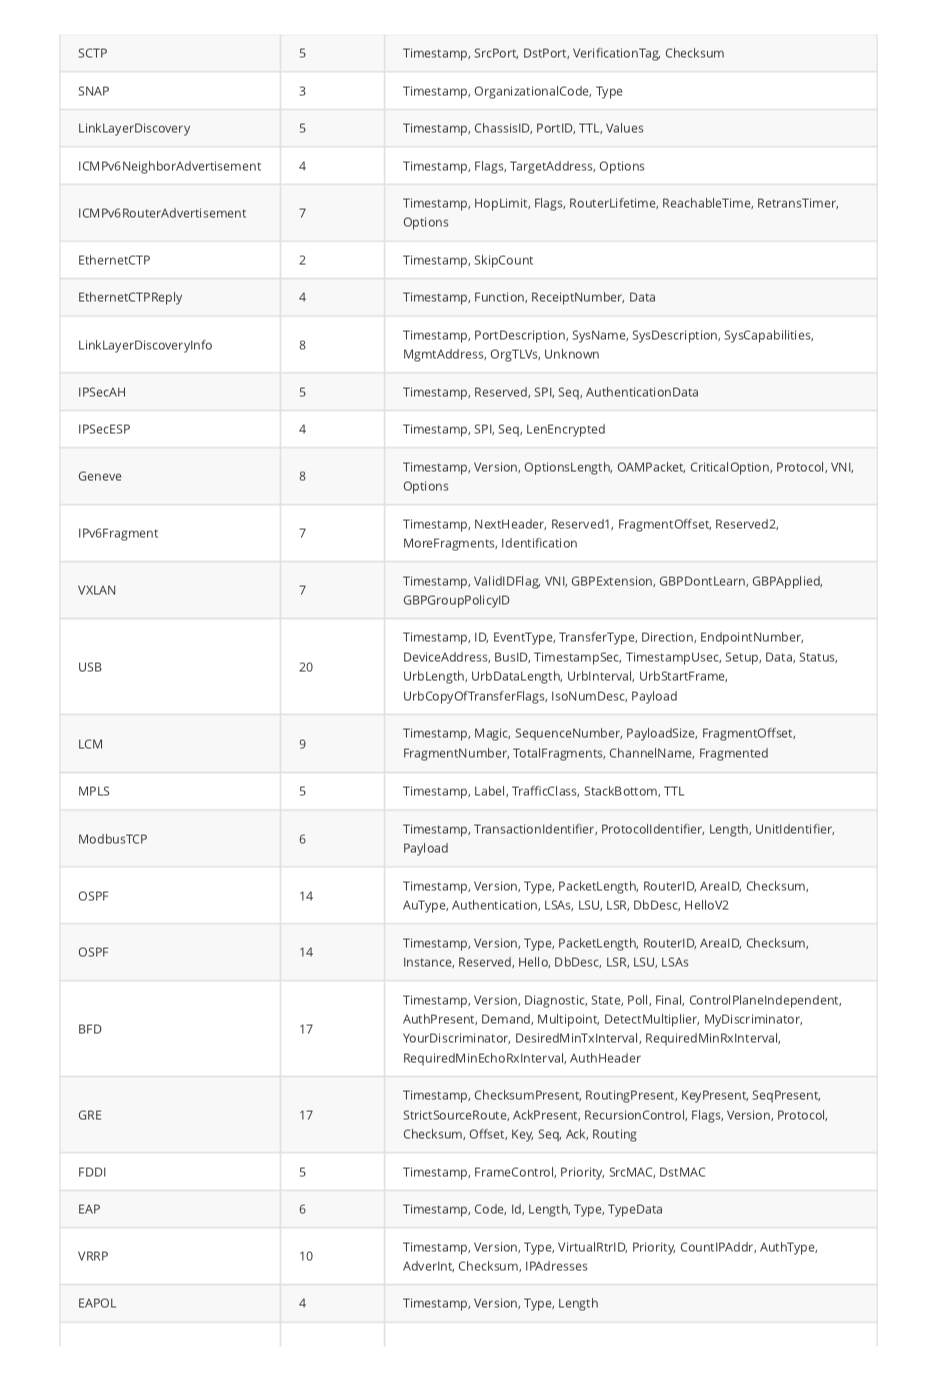 SCTP 5 Timestamp, SrcPort, DstPort, VerificationTag, Checksum
SNAP 3 Timestamp, OrganizationalCode, Type
LinkLayerDiscovery 5 Timestamp, ChassisID, PortID, TTL, Values
ICMPv6NeighborAdvertisement 4 Timestamp, Flags, TargetAddress, Options
ICMPv6RouterAdvertisement 7 Timestamp, HopLimit, Flags, RouterLifetime, ReachableTime, RetransTimer,
Options
EthernetCTP 2 Timestamp, SkipCount
EthernetCTPReply 4 Timestamp, Function, ReceiptNumber, Data
LinkLayerDiscoveryInfo 8 Timestamp, PortDescription, SysName, SysDescription, SysCapabilities,
MgmtAddress, OrgTLVs, Unknown
IPSecAH 5 Timestamp, Reserved, SPI, Seq, AuthenticationData
IPSecESP 4 Timestamp, SPI, Seq, LenEncrypted
Geneve 8 Timestamp, Version, OptionsLength, OAMPacket, CriticalOption, Protocol, VNI,
Options
IPv6Fragment 7 Timestamp, NextHeader, Reserved1, FragmentOffset, Reserved2,
MoreFragments, Identification
VXLAN 7 Timestamp, ValidIDFlag, VNI, GBPExtension, GBPDontLearn, GBPApplied,
GBPGroupPolicyID
USB 20 Timestamp, ID, EventType, TransferType, Direction, EndpointNumber,
DeviceAddress, BusID, TimestampSec, TimestampUsec, Setup, Data, Status,
UrbLength, UrbDataLength, UrbInterval, UrbStartFrame,
UrbCopyOfTransferFlags, IsoNumDesc, Payload
LCM 9 Timestamp, Magic, SequenceNumber, PayloadSize, FragmentOffset,
FragmentNumber, TotalFragments, ChannelName, Fragmented
MPLS 5 Timestamp, Label, TrafficClass, StackBottom, TTL
ModbusTCP 6 Timestamp, TransactionIdentifier, ProtocolIdentifier, Length, UnitIdentifier,
Payload
OSPF 14 Timestamp, Version, Type, PacketLength, RouterID, AreaID, Checksum,
AuType, Authentication, LSAs, LSU, LSR, DbDesc, HelloV2
OSPF 14 Timestamp, Version, Type, PacketLength, RouterID, AreaID, Checksum,
Instance, Reserved, Hello, DbDesc, LSR, LSU, LSAs
BFD 17 Timestamp, Version, Diagnostic, State, Poll, Final, ControlPlaneIndependent,
AuthPresent, Demand, Multipoint, DetectMultiplier, MyDiscriminator,
YourDiscriminator, DesiredMinTxInterval, RequiredMinRxInterval,
RequiredMinEchoRxInterval, AuthHeader
GRE 17 Timestamp, ChecksumPresent, RoutingPresent, KeyPresent, SeqPresent,
StrictSourceRoute, AckPresent, RecursionControl, Flags, Version, Protocol,
Checksum, Offset, Key, Seq, Ack, Routing
FDDI 5 Timestamp, FrameControl, Priority, SrcMAC, DstMAC
EAP 6 Timestamp, Code, Id, Length, Type, TypeData
VRRP 10 Timestamp, Version, Type, VirtualRtrID, Priority, CountIPAddr, AuthType,
AdverInt, Checksum, IPAdresses
EAPOL 4 Timestamp, Version, Type, Length